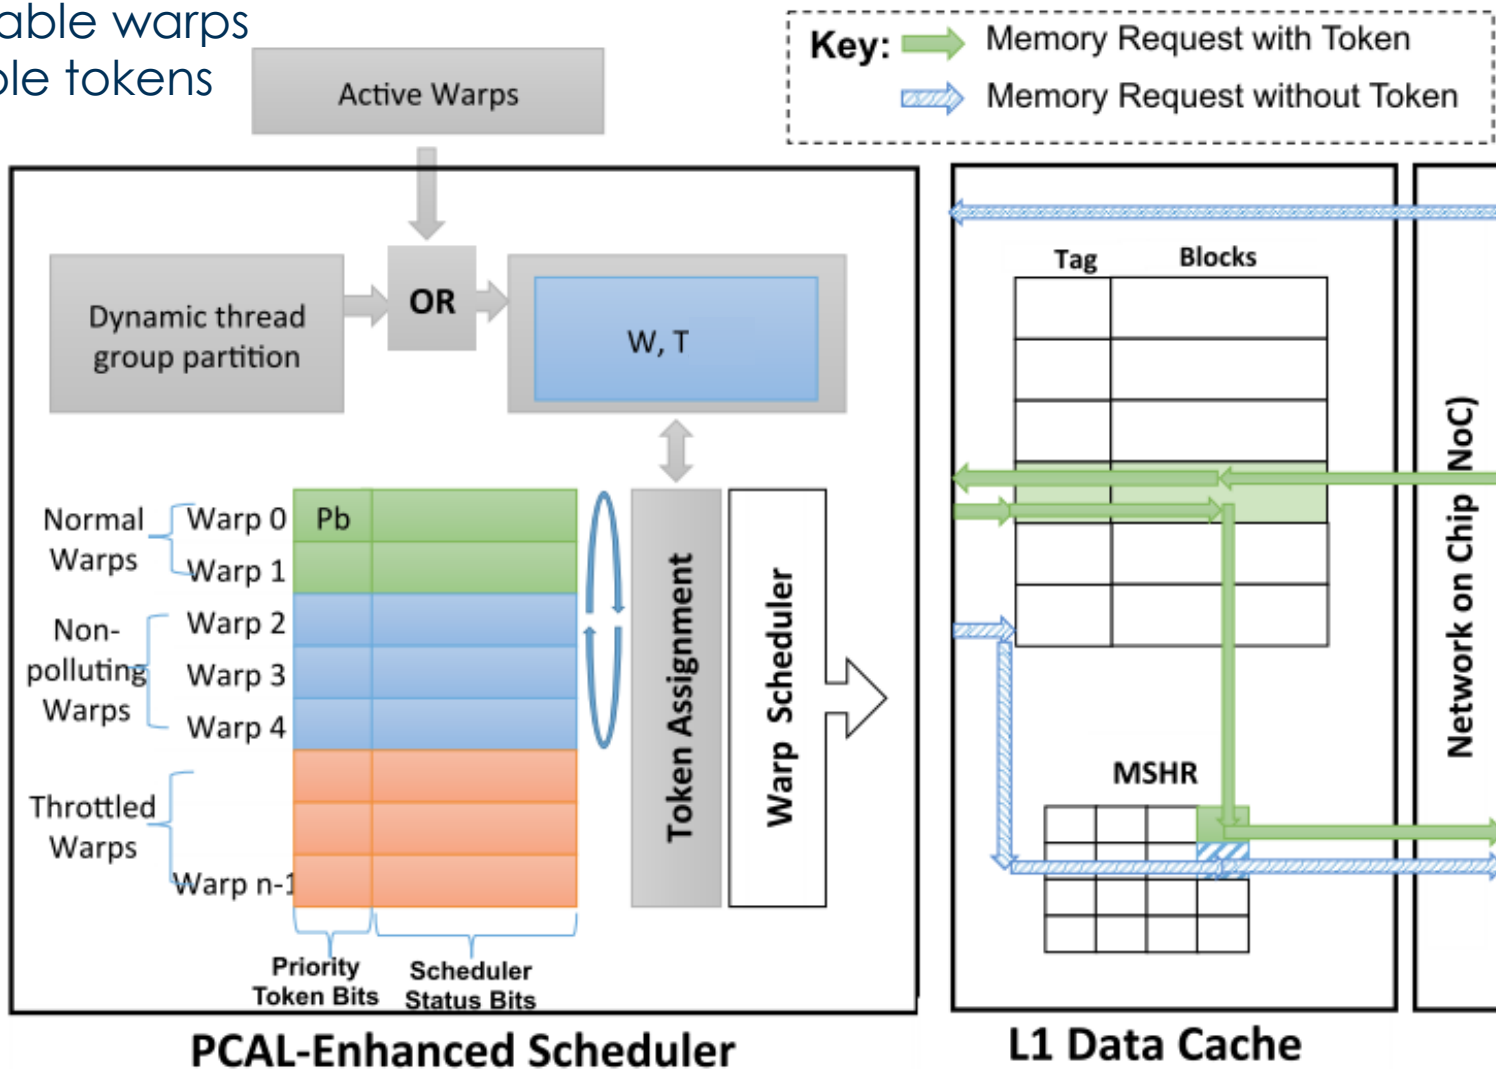 able warps
ole tokens
Key:
Memory Request with Token
Memory Request without Token
Active Warps
Dynamic thread
group partition
OR
W, T
Normal
Warps
Warp 0
Pb
Warp 1
Non-
polluting
Warps
Warp 2
Warp 3
Warp 4
Throttled
Warps
Warp n-1
Priority
Token Bits
Scheduler
Status Bits
Token Assignment
Warp Scheduler
PCAL-Enhanced Scheduler
Tag
Blocks
MSHR
L1 Data Cache
Network on Chip NoC)